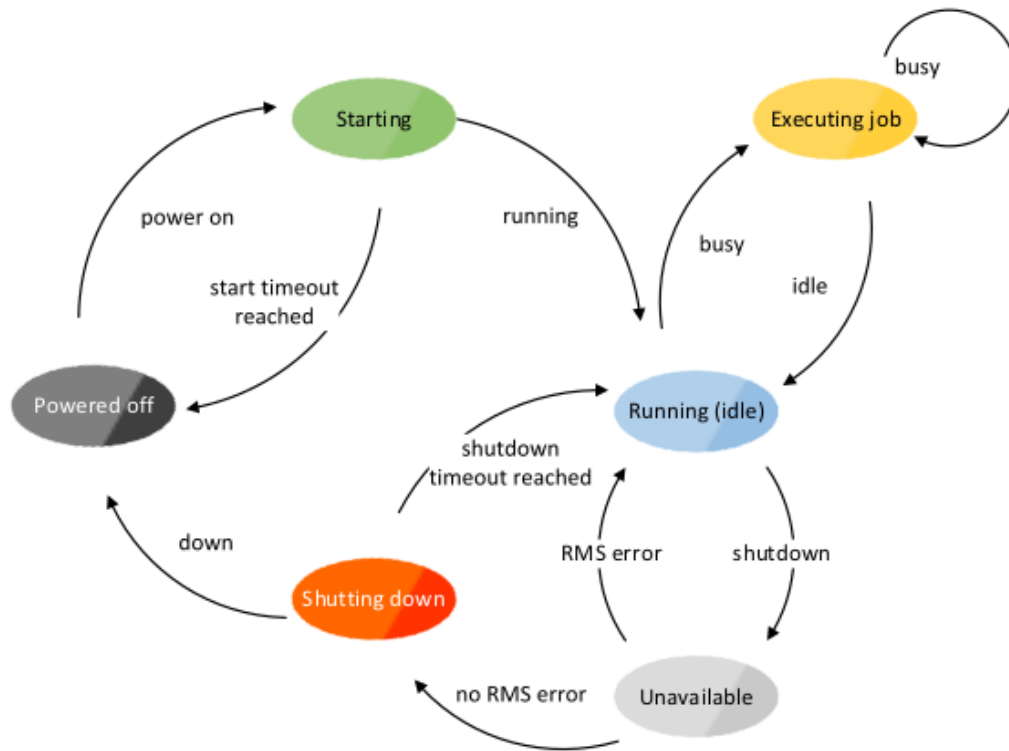 busy
Starting
Executing job
power on
running
busy
start timeout
reached
idle
Powered off
Running (idle)
shutdown
timeout reached
down
RMS error
shutdown
Shutting down
no RMS error
Unavailable